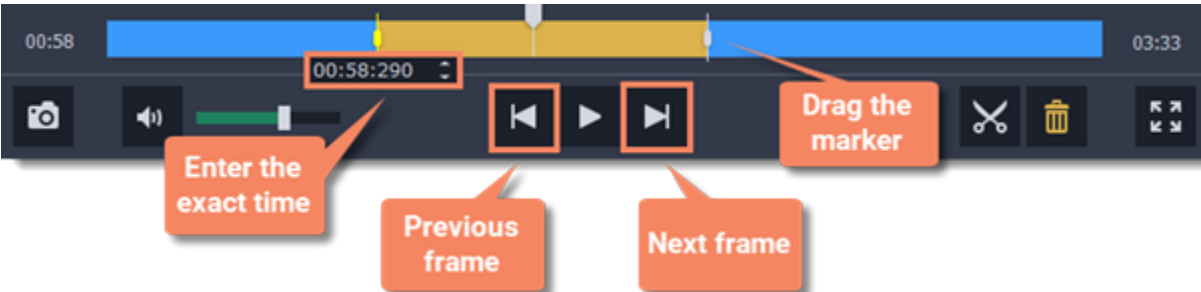 00:58
03:33
00:58:290
Enter the
exact time
Previous
frame
Next frame
Drag the
marker